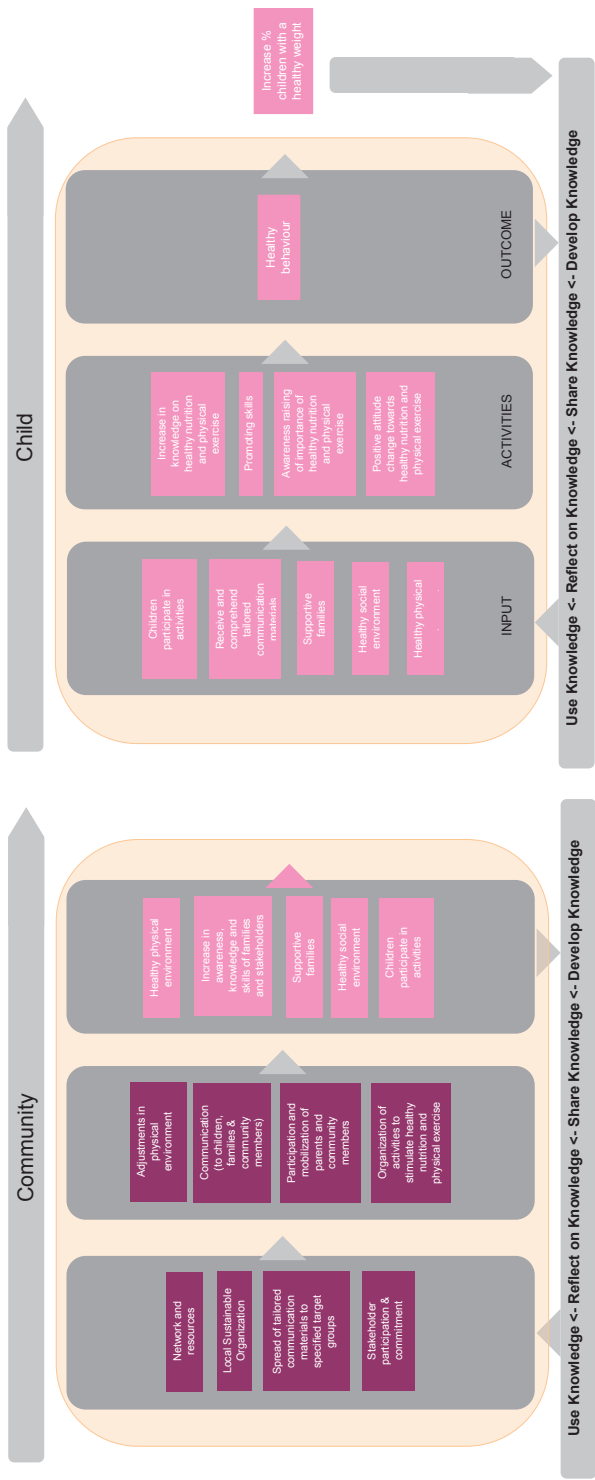 Community
Network and
resources
Local Sustainable
Organization
Spread of tailored
communication
materials to
specified target
groups
Stakeholder
participation &
commitment
Adjustments in
physical
environment
Communication
(to children,
families &
community
members)
Participation and
mobilization of
parents and
community
members
Organization of
activities to
stimulate healthy
nutrition and
physical exercise
Healthy physical
environment
Increase in
awareness,
knowledge and
skills of families
and stakeholders
Supportive
families
Healthy social
environment
Children
participate in
activities
Use Knowledge <- Reflect on Knowledge <- Share Knowledge <- Develop Knowledge
Child
Children
participate in
activities
Receive and
comprehend
tailored
communication
materials
Supportive
families
Healthy social
environment
Healthy physical
INPUT
Increase in
knowledge on
healthy nutrition
and physical
exercise
Promoting skills
Awareness raising
of importance of
healthy nutrition
and physical
exercise
Positive attitude
change towards
healthy nutrition and
physical exercise
ACTIVITIES
Healthy
behaviour
OUTCOME
Increase %
children with a
healthy weight
Use Knowledge <- Reflect on Knowledge <- Share Knowledge <- Develop Knowledge